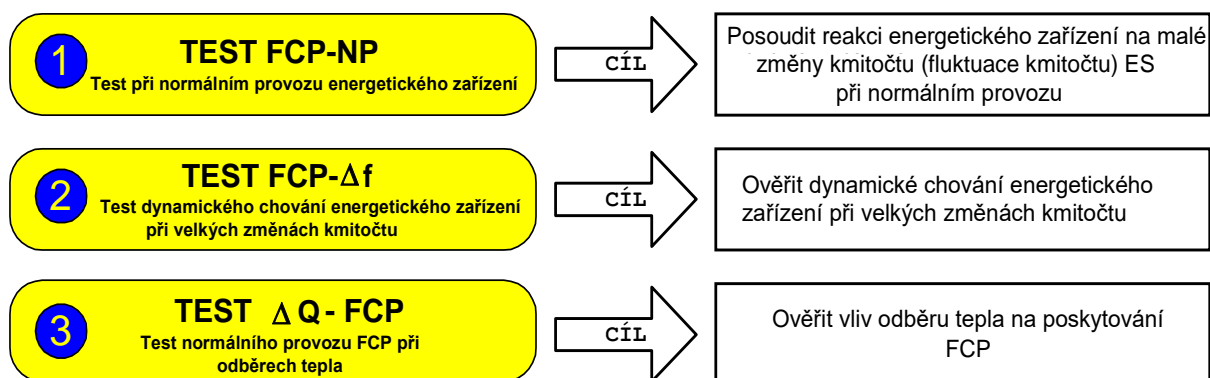 1
TEST FCP-NP
Test při normálním provozu energetického zařízení
CÍL
Posoudit reakci energetického zařízení na malé
změny kmitočtu (fluktuace kmitočtu) ES
při normálním provozu
2
TEST FCP-Δf
Test dynamického chování energetického zařízení
při velkých změnách kmitočtu
CÍL
Ověřit dynamické chování energetického
zařízení při velkých změnách kmitočtu
3
TEST Δ Q - FCP
Test normálního provozu FCP při
odběrech tepla
CÍL
Ověřit vliv odběru tepla na poskytování
FCP